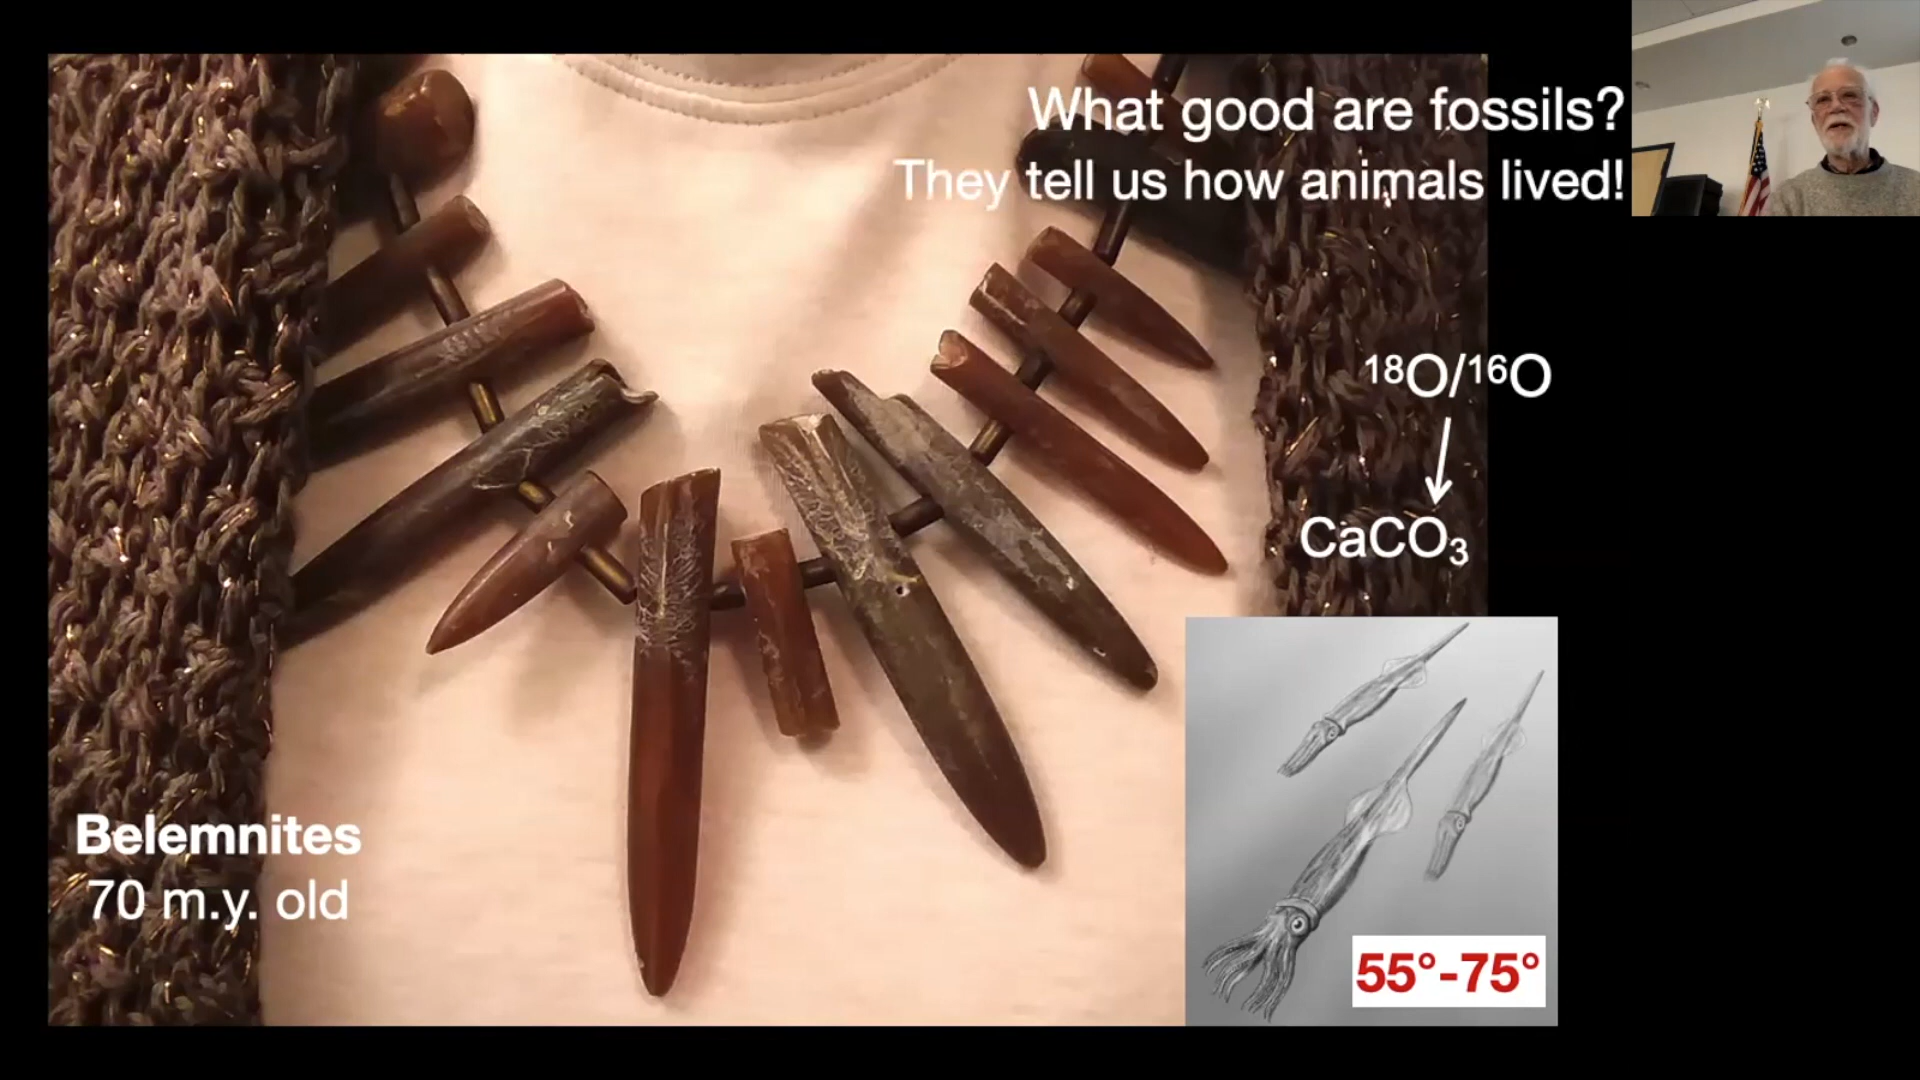 What good are fossils?
They tell us how animals lived!
¹⁸O/¹⁶O
CaCO₃
Belemnites
70 m.y. old
55°-75°